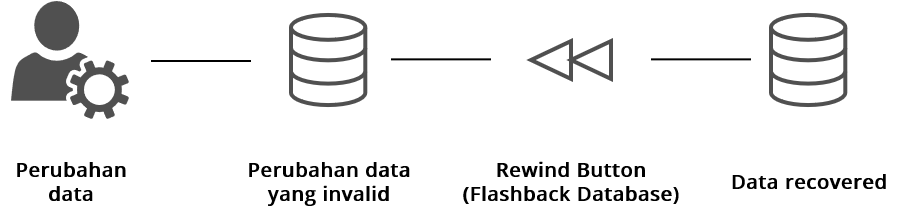 Perubahan
data
Perubahan data
yang invalid
Rewind Button
(Flashback Database)
Data recovered